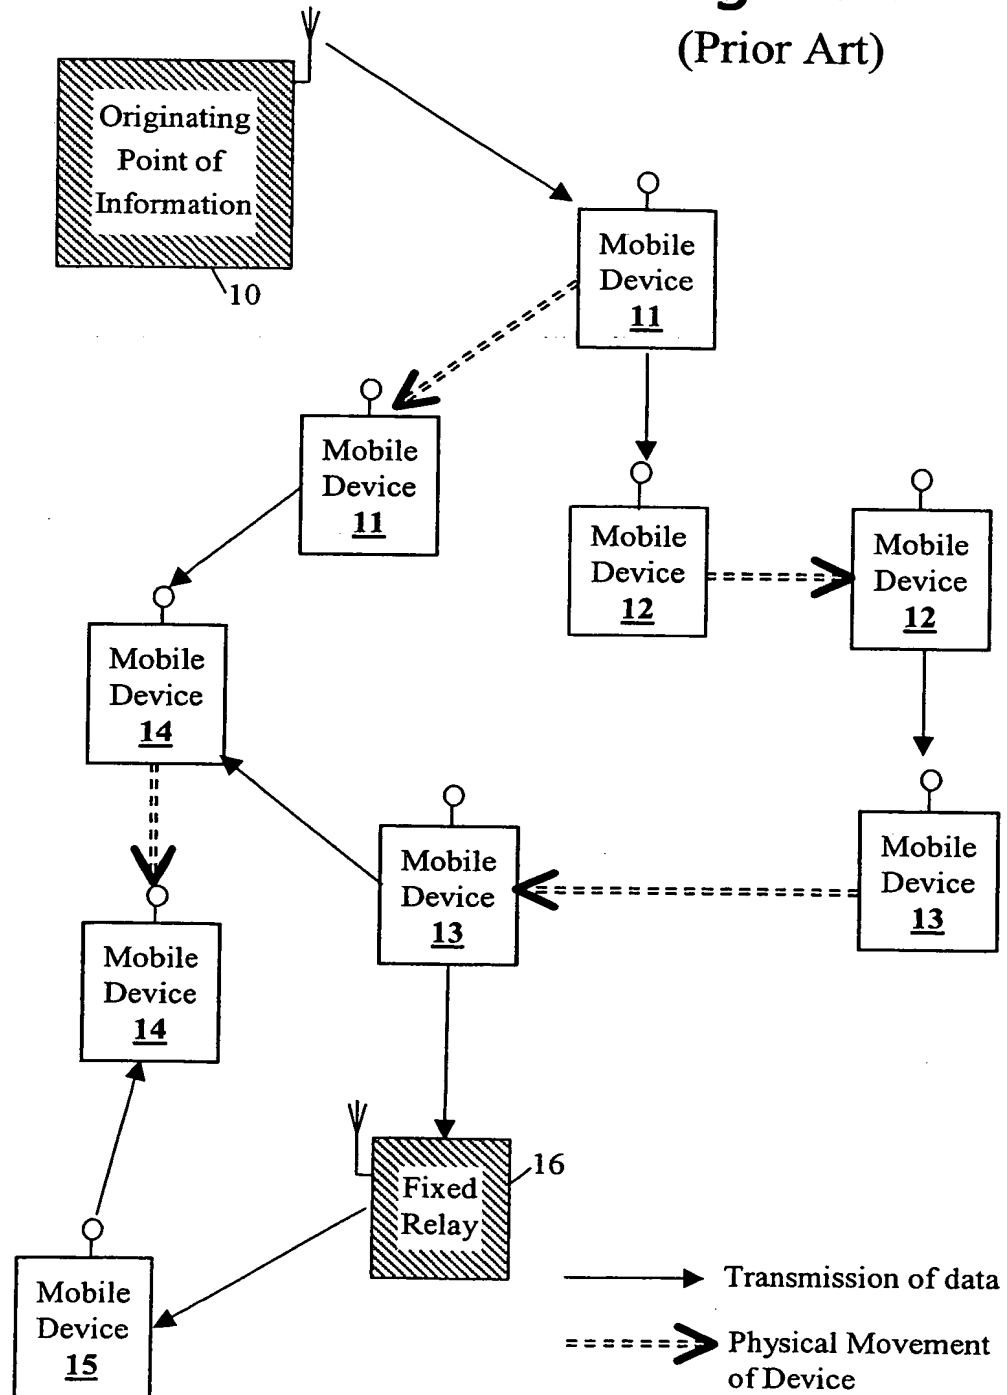 (Prior Art)
Originating
Point of
Information
10
Mobile
Device
11
Mobile
Device
11
Mobile
Device
12
Mobile
Device
12
Mobile
Device
14
Mobile
Device
13
Mobile
Device
13
Mobile
Device
14
16
Fixed
Relay
Mobile
Device
15
Transmission of data
Physical Movement
of Device